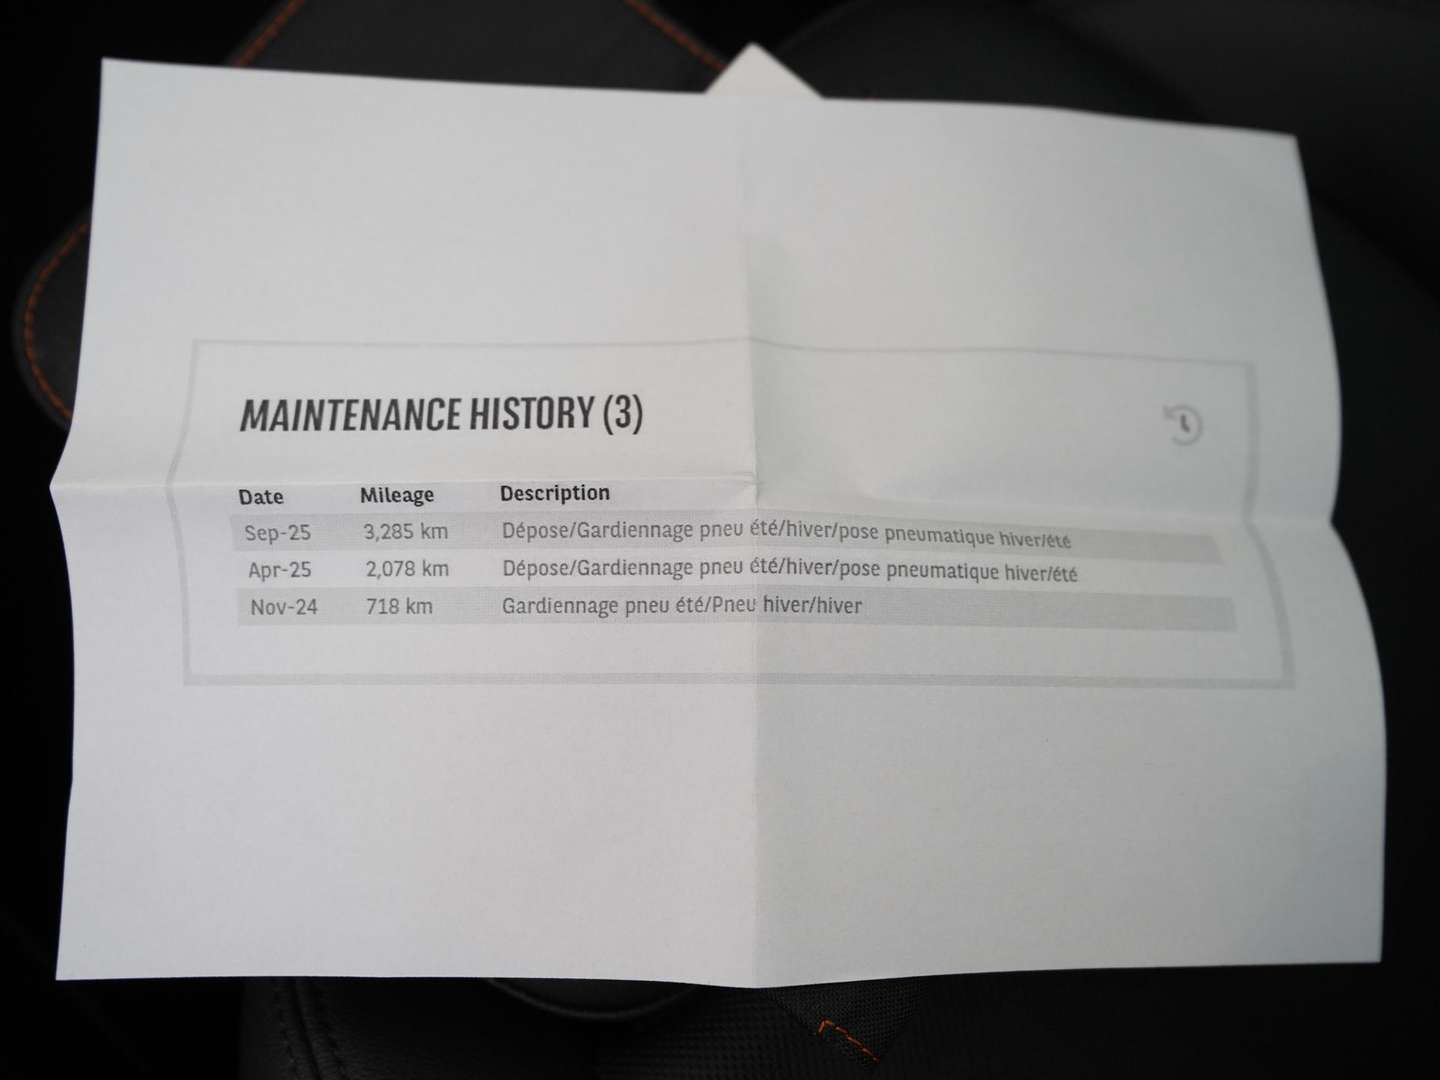 MAINTENANCE HISTORY (3)
Date Mileage Description
Sep-25 3,285 km Dépose/Gardiennage pneu été/hiver/pose pneumatique hiver/été
Apr-25 2,078 km Dépose/Gardiennage pneu été/hiver/pose pneumatique hiver/été
Nov-24 718 km Gardiennage pneu été/Pneu hiver/hiver